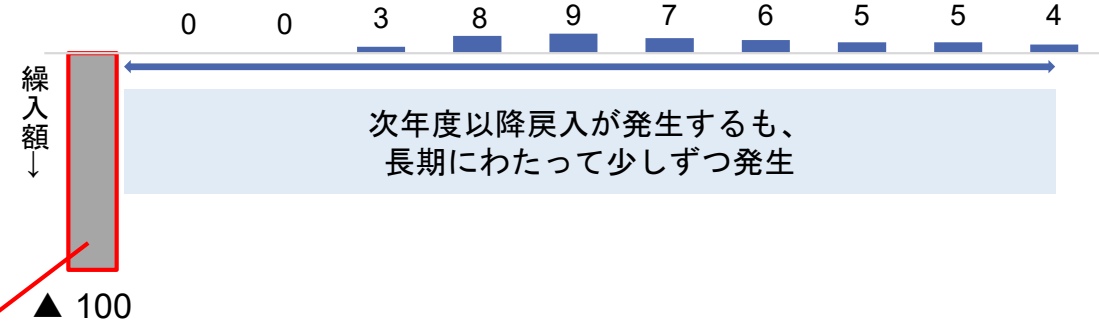 0 0 3 8 9 7 6 5 5 4
繰入額→
次年度以降戻入が発生するも、
長期にわたって少しずつ発生
▲ 100